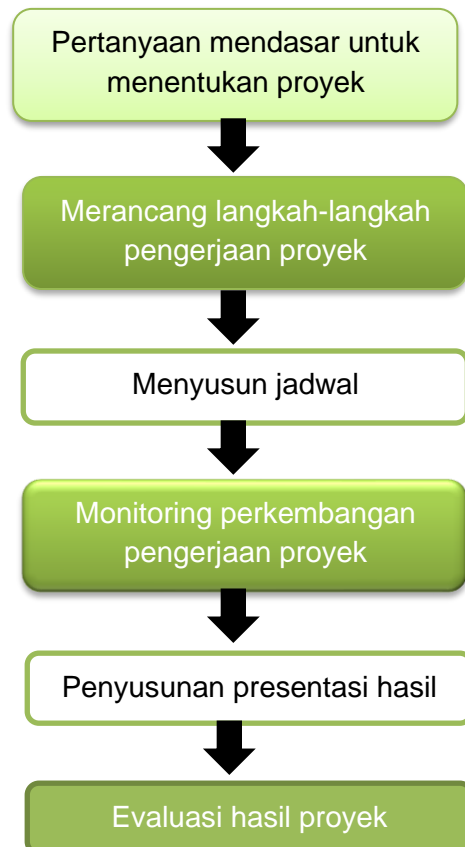 Pertanyaan mendasar untuk
menentukan proyek
Merancang langkah-langkah
pengerjaan proyek
Menyusun jadwal
Monitoring perkembangan
pengerjaan proyek
Penyusunan presentasi hasil
Evaluasi hasil proyek